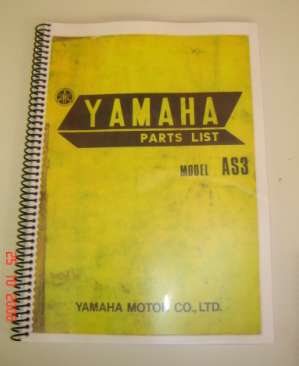 YAMAHA
PARTS LIST
MODEL AS3
YAMAHA MOTOR CO., LTD.